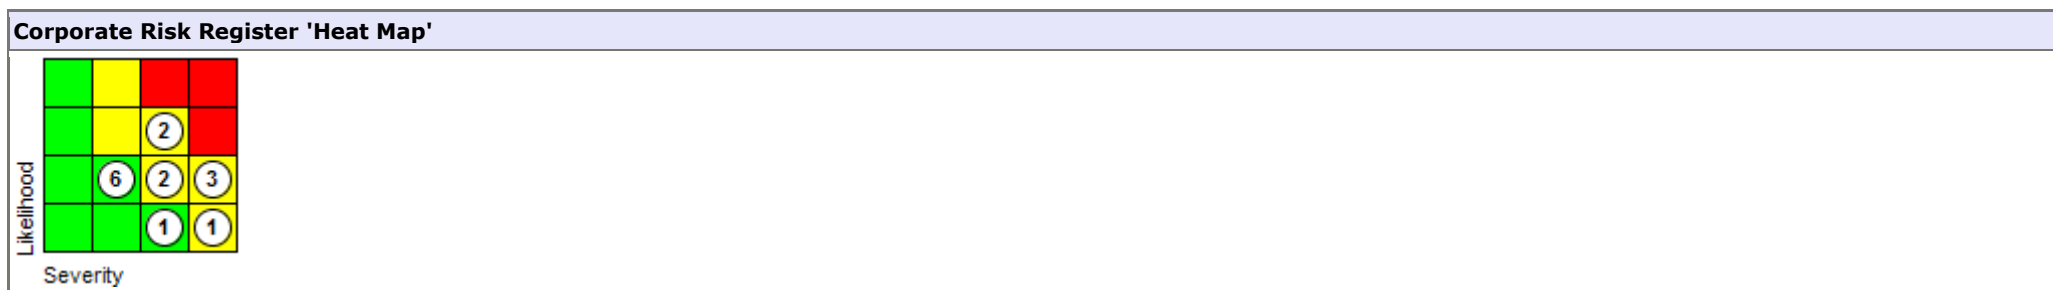 Corporate Risk Register 'Heat Map'
2
6 2 3
1 1
Likelihood
Severity